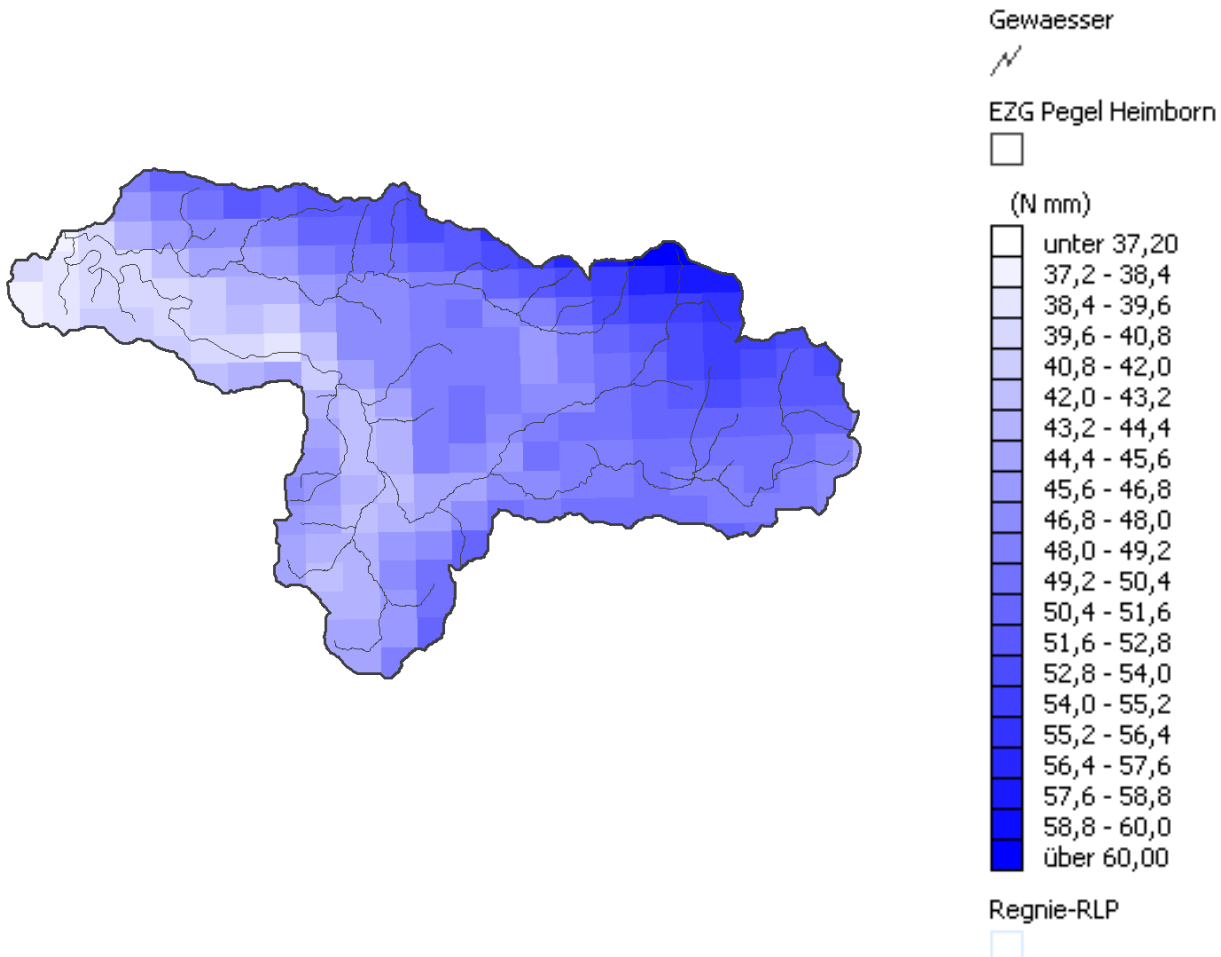 Gewaesser
EZG Pegel Heimborn
(N mm)
unter 37,20
37,2 - 38,4
38,4 - 39,6
39,6 - 40,8
40,8 - 42,0
42,0 - 43,2
43,2 - 44,4
44,4 - 45,6
45,6 - 46,8
46,8 - 48,0
48,0 - 49,2
49,2 - 50,4
50,4 - 51,6
51,6 - 52,8
52,8 - 54,0
54,0 - 55,2
55,2 - 56,4
56,4 - 57,6
57,6 - 58,8
58,8 - 60,0
über 60,00
Regnie-RLP